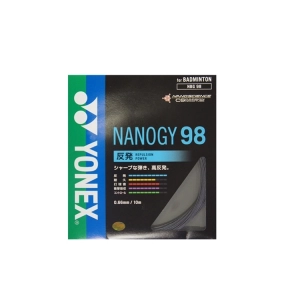 for BADMINTON
NBG 98
NANOSCIENCE
YONEX
NANOGY 98
反発
REPULSION
POWER
シャープな弾き、高反発。
0.66mm / 10m